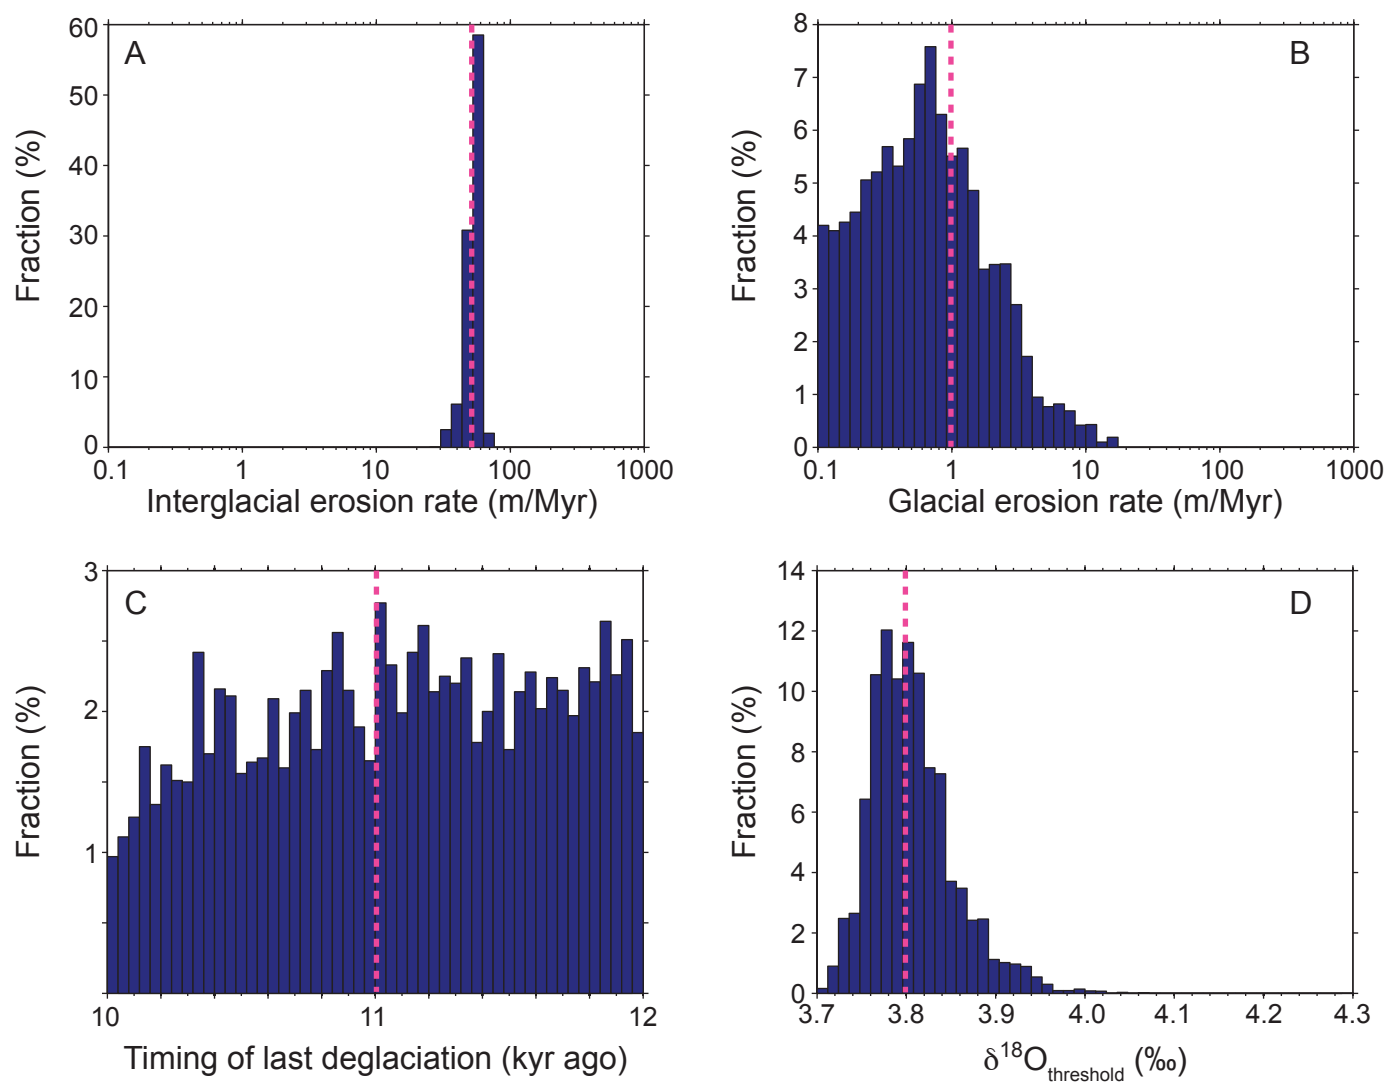 A
Fraction (%)
60
50
40
30
20
10
0
0.1 1 10 100 1000
Interglacial erosion rate (m/Myr)
B
Fraction (%)
8
7
6
5
4
3
2
1
0
0.1 1 10 100 1000
Glacial erosion rate (m/Myr)
C
Fraction (%)
3
2
1
10 11 12
Timing of last deglaciation (kyr ago)
D
Fraction (%)
14
12
10
8
6
4
2
0
3.7 3.8 3.9 4.0 4.1 4.2 4.3
δ¹⁸Othreshold (‰)